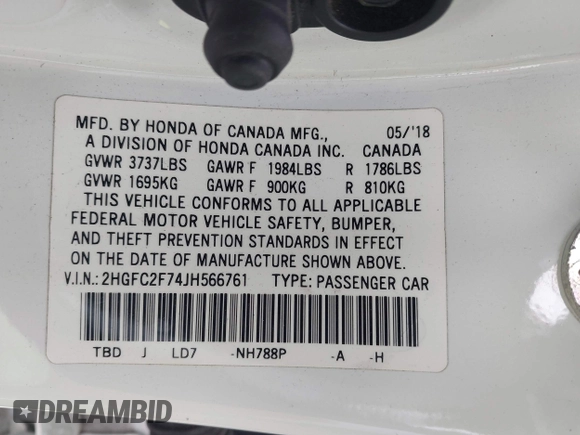 MFD. BY HONDA OF CANADA MFG., 05/'18
A DIVISION OF HONDA CANADA INC. CANADA
GVWR 3737LBS GAWR F 1984LBS R 1786LBS
GVWR 1695KG GAWR F 900KG R 810KG
THIS VEHICLE CONFORMS TO ALL APPLICABLE
FEDERAL MOTOR VEHICLE SAFETY, BUMPER,
AND THEFT PREVENTION STANDARDS IN EFFECT
ON THE DATE OF MANUFACTURE SHOWN ABOVE.
V.I.N.: 2HGFC2F74JH566761 TYPE: PASSENGER CAR
TBD J LD7 -NH788P -A -H
DREAMBID